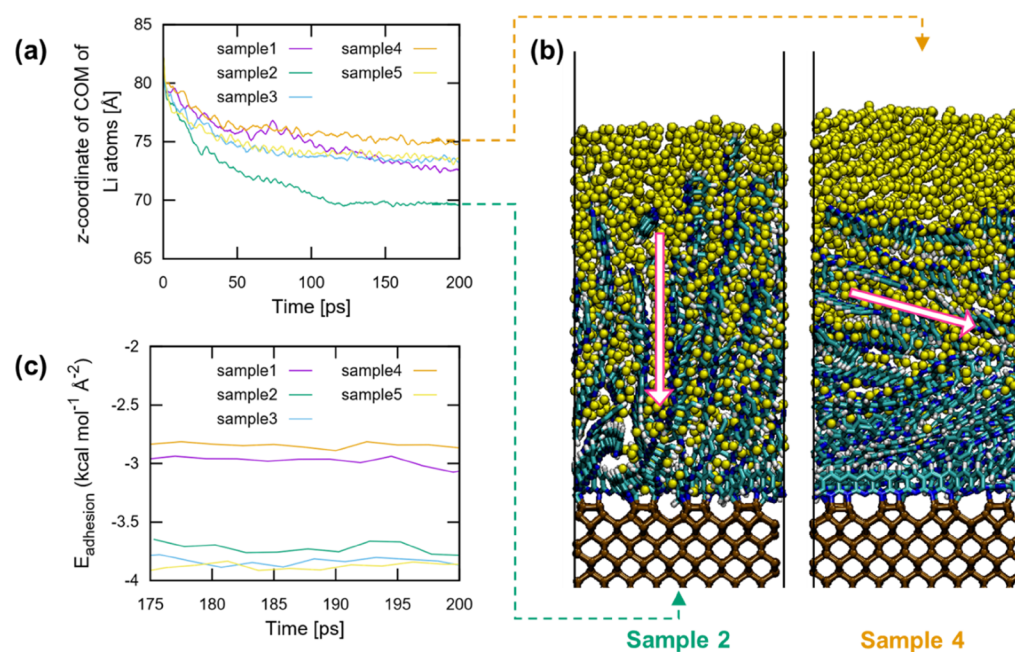 (a)
85
80
75
70
65
z-coordinate of COM of
Li atoms [Å]
sample1
sample2
sample3
sample4
sample5
0 50 100 150 200
Time [ps]
(b)
(c)
-2
-2.5
-3
-3.5
-4
E_adhesion (kcal mol⁻¹ Å⁻²)
sample1
sample2
sample3
sample4
sample5
175 180 185 190 195 200
Time [ps]
Sample 2
Sample 4